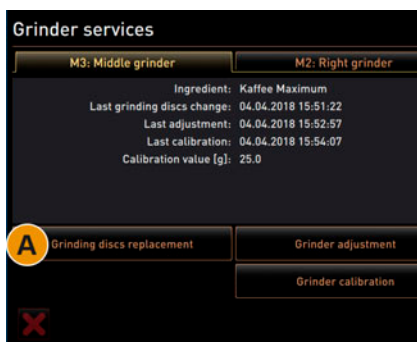 Grinder services
M3: Middle grinder
M2: Right grinder
Ingredient: Kaffee Maximum
Last grinding discs change: 04.04.2018 15:51:22
Last adjustment: 04.04.2018 15:52:57
Last calibration: 04.04.2018 15:54:07
Calibration value [g]: 25.0
A
Grinding discs replacement
Grinder adjustment
Grinder calibration